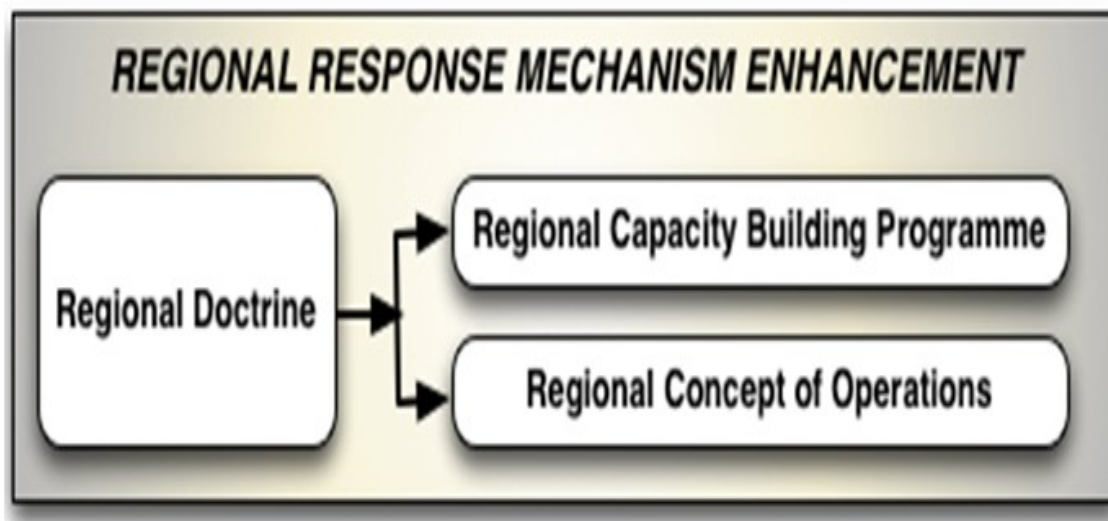 REGIONAL RESPONSE MECHANISM ENHANCEMENT
Regional Doctrine
Regional Capacity Building Programme
Regional Concept of Operations